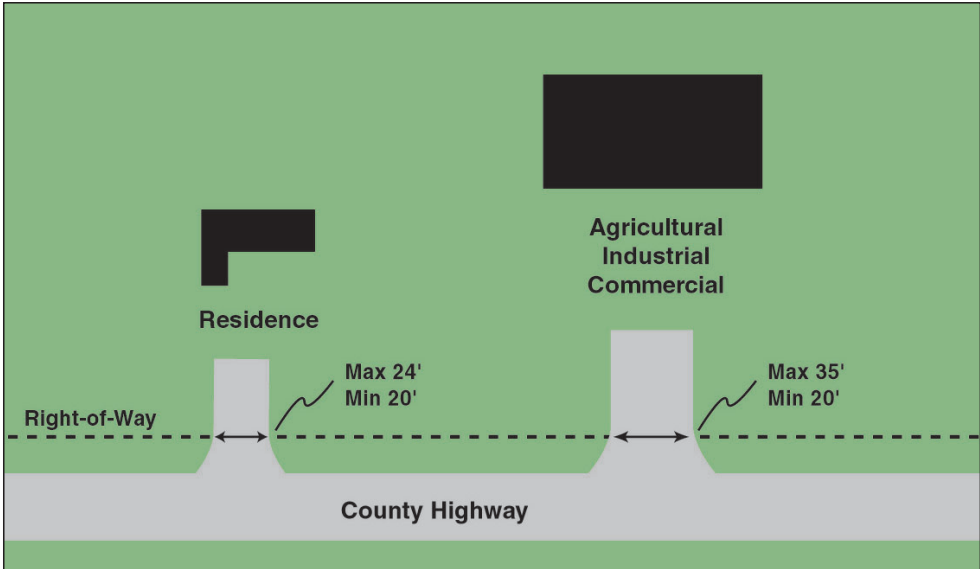 Agricultural
Industrial
Commercial
Residence
Max 24'
Min 20'
Max 35'
Min 20'
Right-of-Way
County Highway